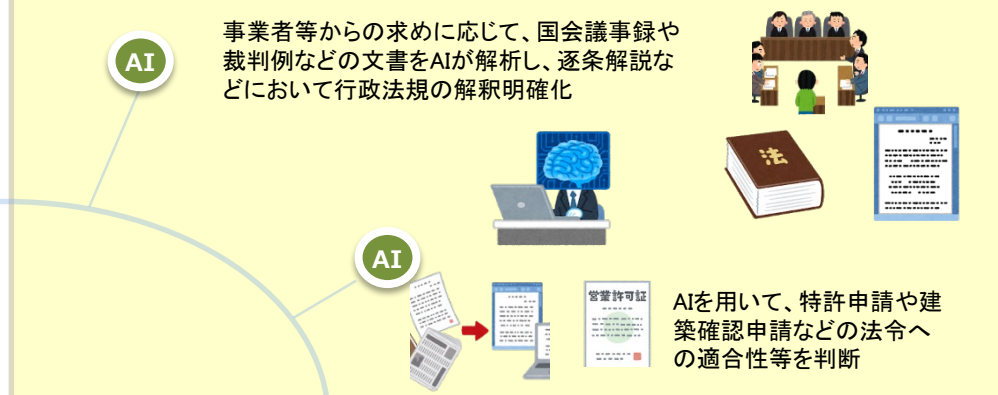 事業者等からの求めに応じて、国会議事録や
裁判例などの文書をAIが解析し、逐条解説な
どにおいて行政法規の解釈明確化
AI
法
AI
営業許可証
AIを用いて、特許申請や建
築確認申請などの法令へ
の適合性等を判断